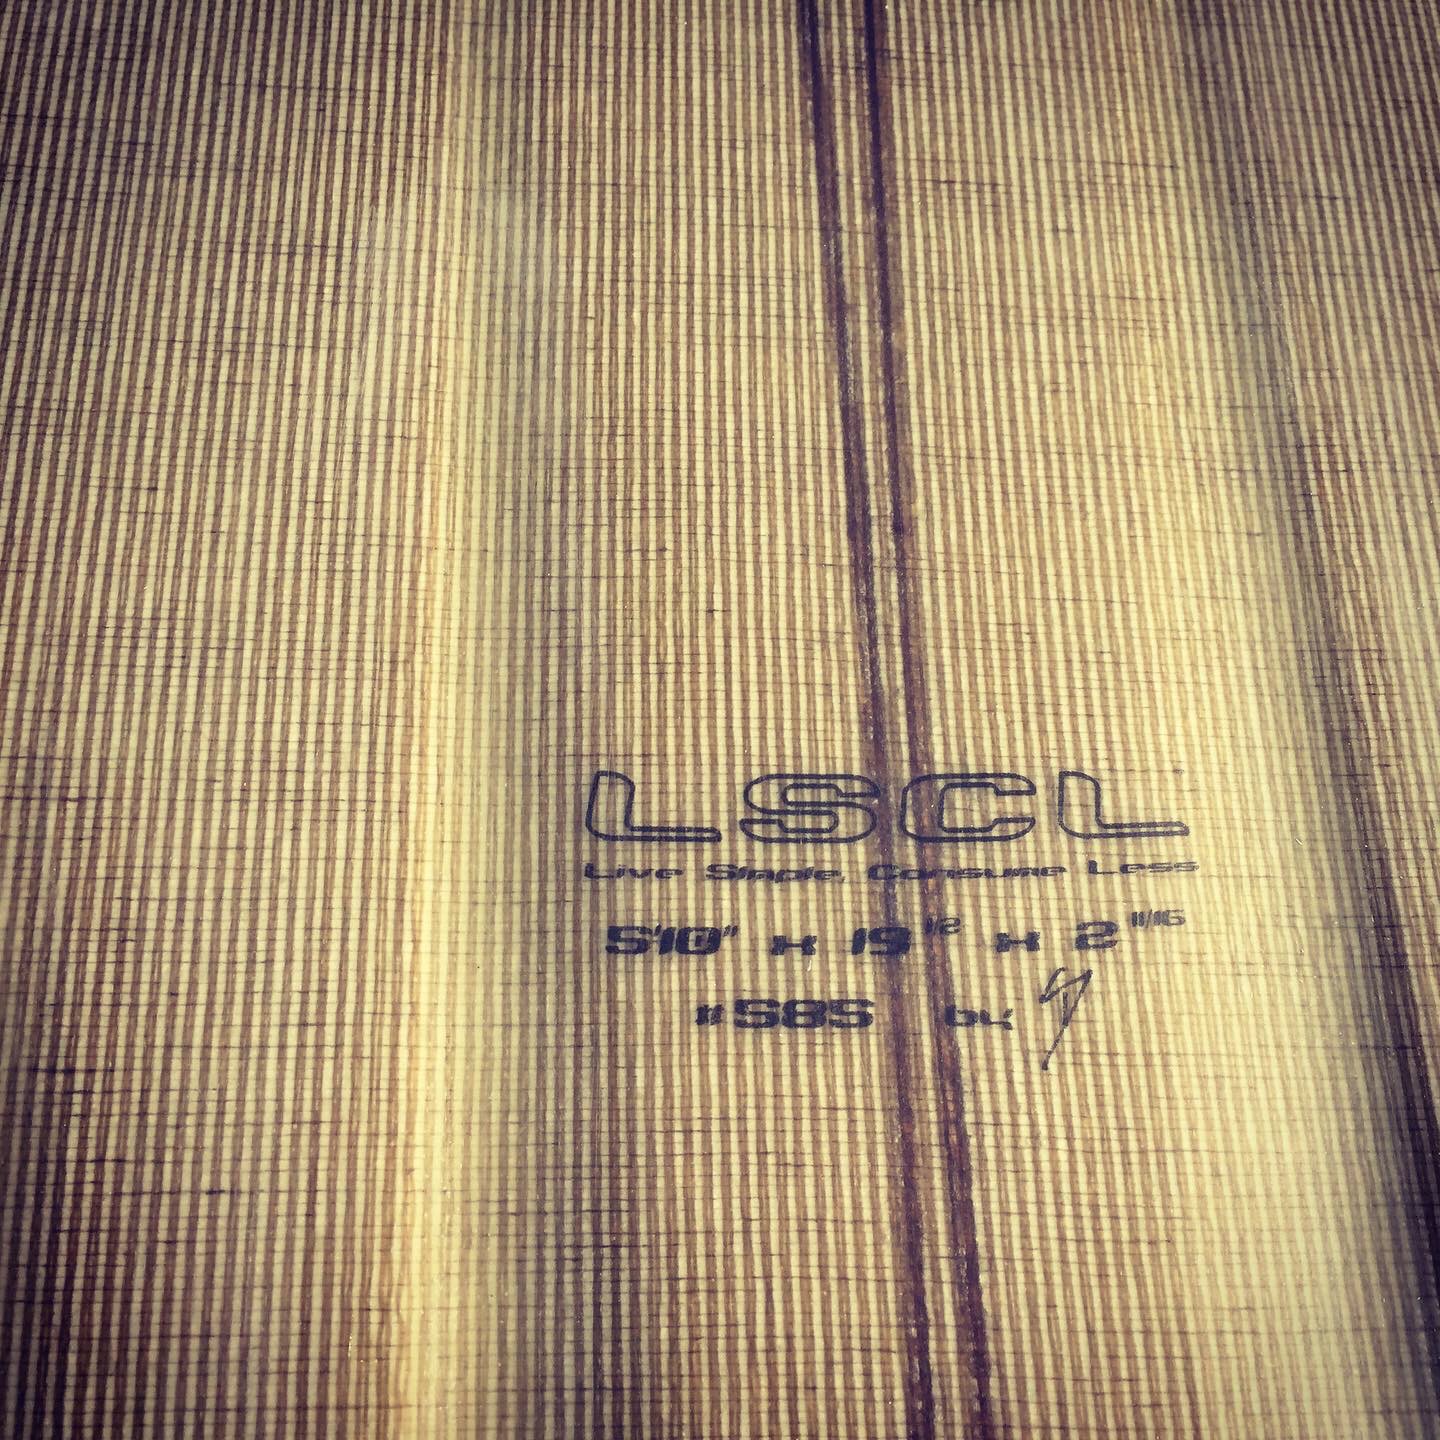 LSCL
Live Simple, Consume Less
5'10" x 19 1/2 x 2 11/16
#585 by